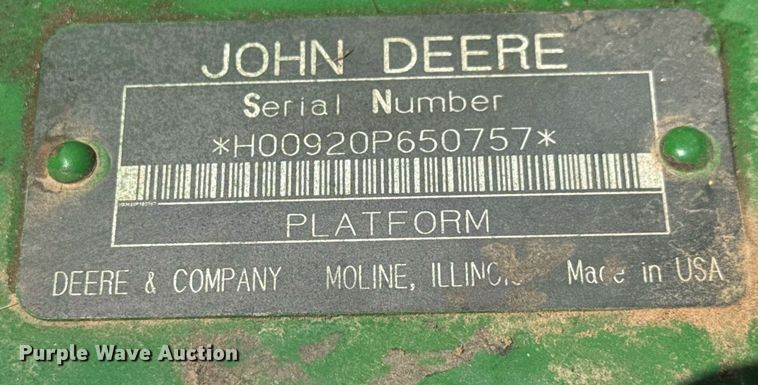 JOHN DEERE
Serial Number
*H00920P650757*
PLATFORM
DEERE & COMPANY MOLINE, ILLINOIS Made in USA
Purple Wave Auction